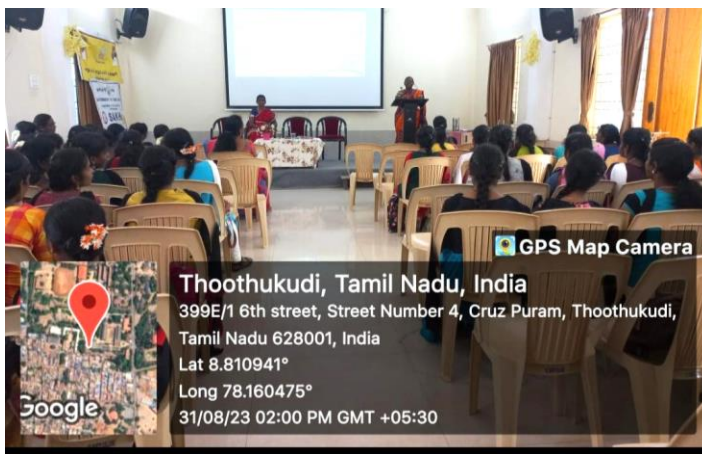 GPS Map Camera
Thoothukudi, Tamil Nadu, India
399E/1 6th street, Street Number 4, Cruz Puram, Thoothukudi,
Tamil Nadu 628001, India
Lat 8.810941°
Long 78.160475°
31/08/23 02:00 PM GMT +05:30
Google